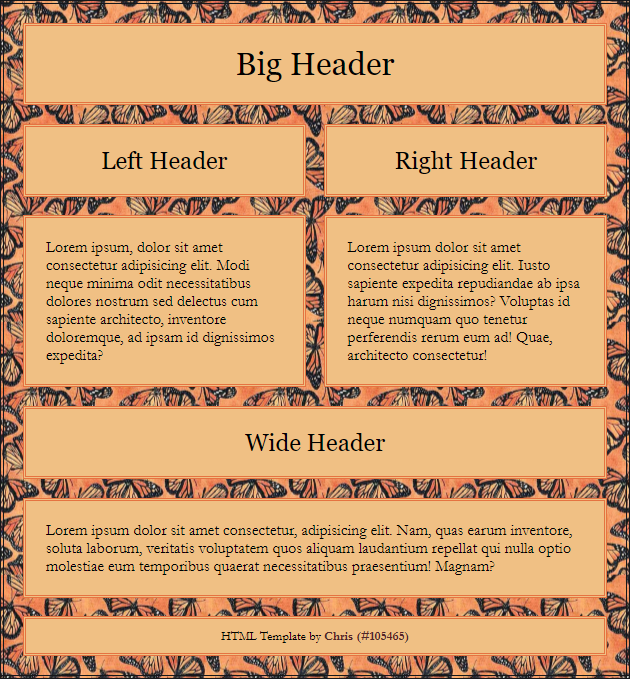 Big Header
Left Header
Right Header
Lorem ipsum, dolor sit amet
consectetur adipisicing elit. Modi
neque minima odit necessitatibus
dolores nostrum sed delectus cum
sapiente architecto, inventore
doloremque, ad ipsam id dignissimos
expedita?
Lorem ipsum dolor sit amet
consectetur adipisicing elit. Iusto
sapiente expedita repudiandae ab ipsa
harum nisi dignissimos? Voluptas id
neque numquam quo tenetur
perferendis rerum eum ad! Quae,
architecto consectetur!
Wide Header
Lorem ipsum dolor sit amet consectetur, adipisicing elit. Nam, quas earum inventore,
soluta laborum, veritatis voluptatem quos aliquam laudantium repellat qui nulla optio
molestiae eum temporibus quaerat necessitatibus praesentium! Magnam?
HTML Template by Chris (#105465)